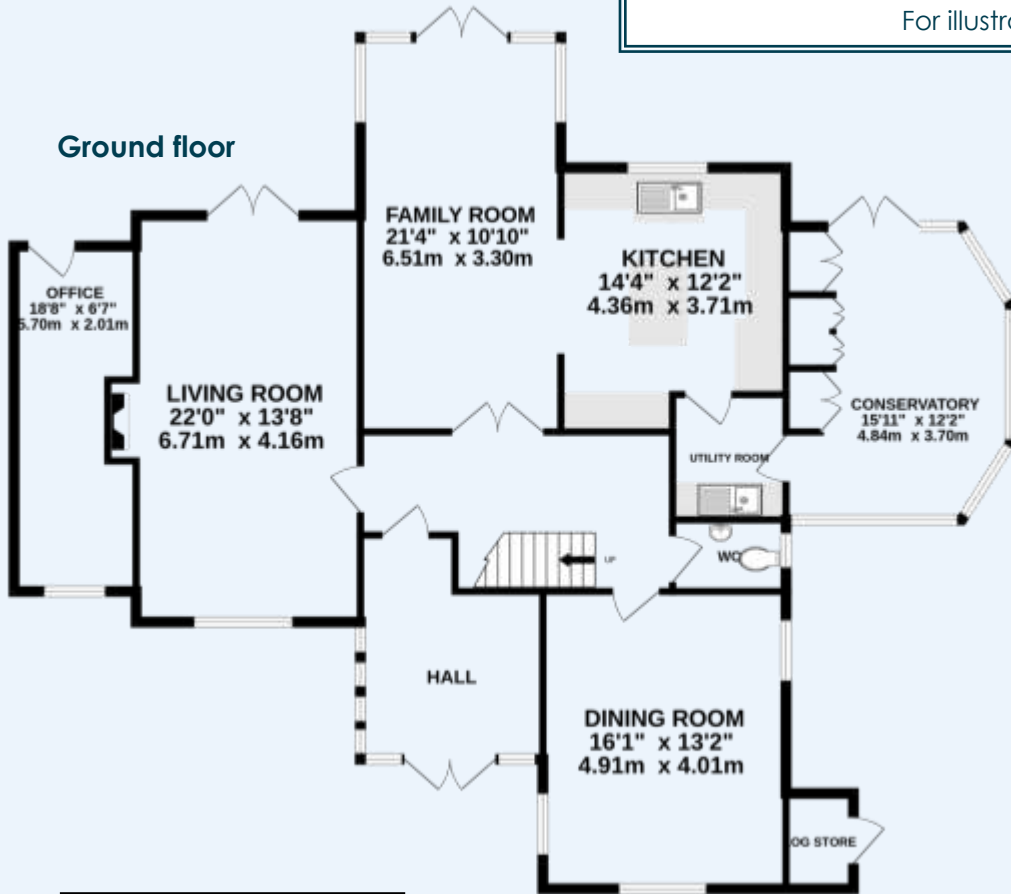 For illustra
Ground floor
FAMILY ROOM
21'4" x 10'10"
6.51m x 3.30m
KITCHEN
14'4" x 12'2"
4.36m x 3.71m
OFFICE
18'8" x 6'7"
5.70m x 2.01m
LIVING ROOM
22'0" x 13'8"
6.71m x 4.16m
CONSERVATORY
15'11" x 12'2"
4.84m x 3.70m
UTILITY ROOM
UP
WC
HALL
DINING ROOM
16'1" x 13'2"
4.91m x 4.01m
OG STORE